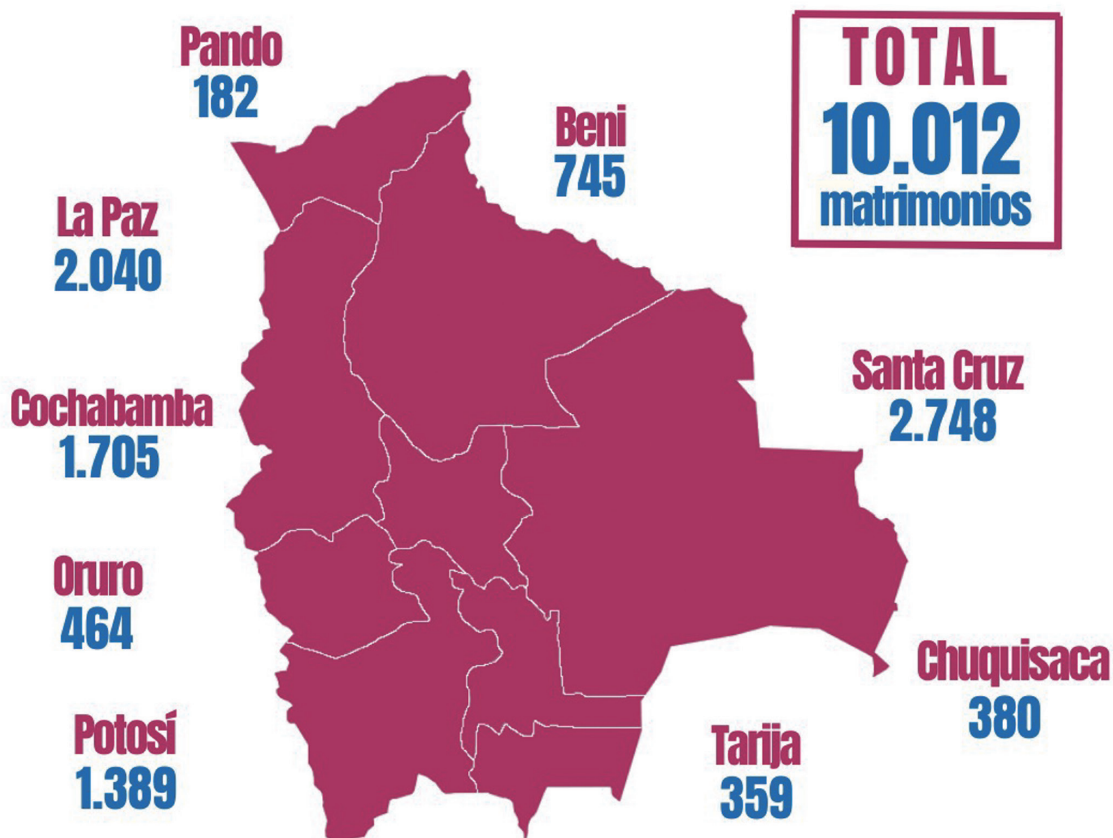 Pando
182
TOTAL
10.012
matrimonios
Beni
745
La Paz
2.040
Santa Cruz
2.748
Cochabamba
1.705
Oruro
464
Chuquisaca
380
Potosí
1.389
Tarija
359